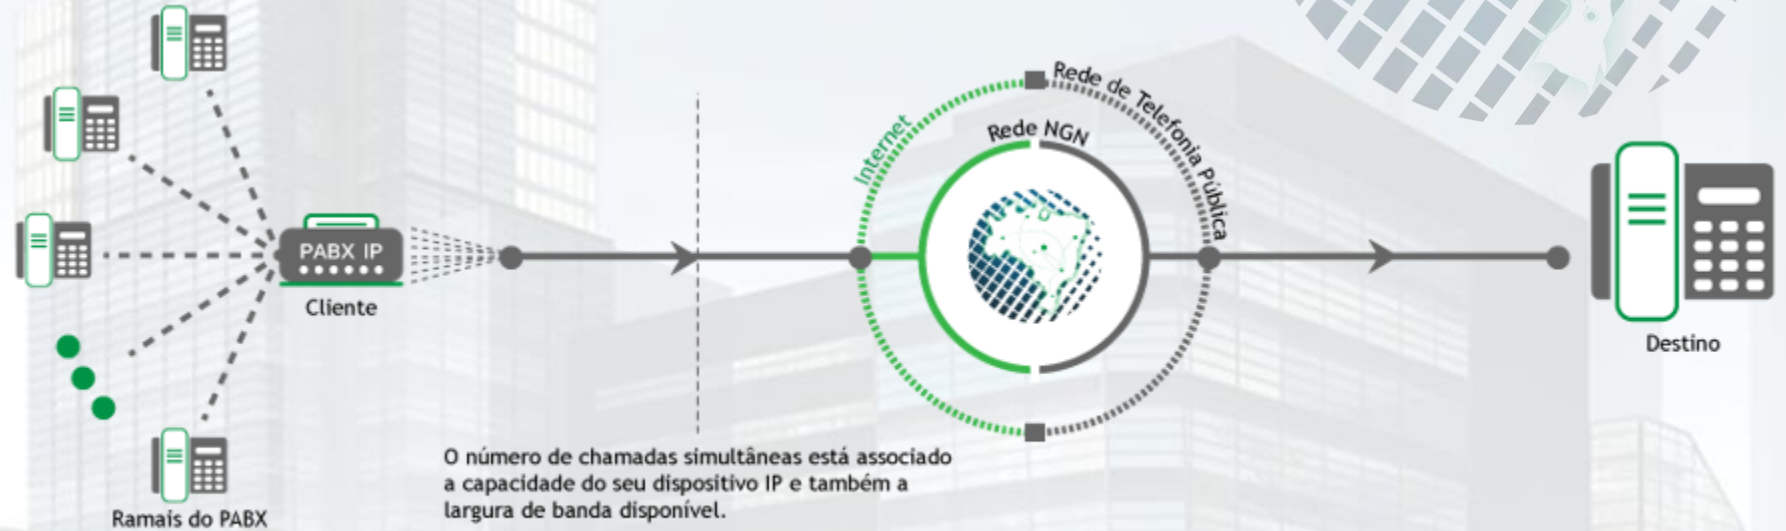 Rede de Telefonia Pública
Internet
Rede NGN
PABX IP
Cliente
Destino
O número de chamadas simultâneas está associado
a capacidade do seu dispositivo IP e também a
largura de banda disponível.
Ramais do PABX